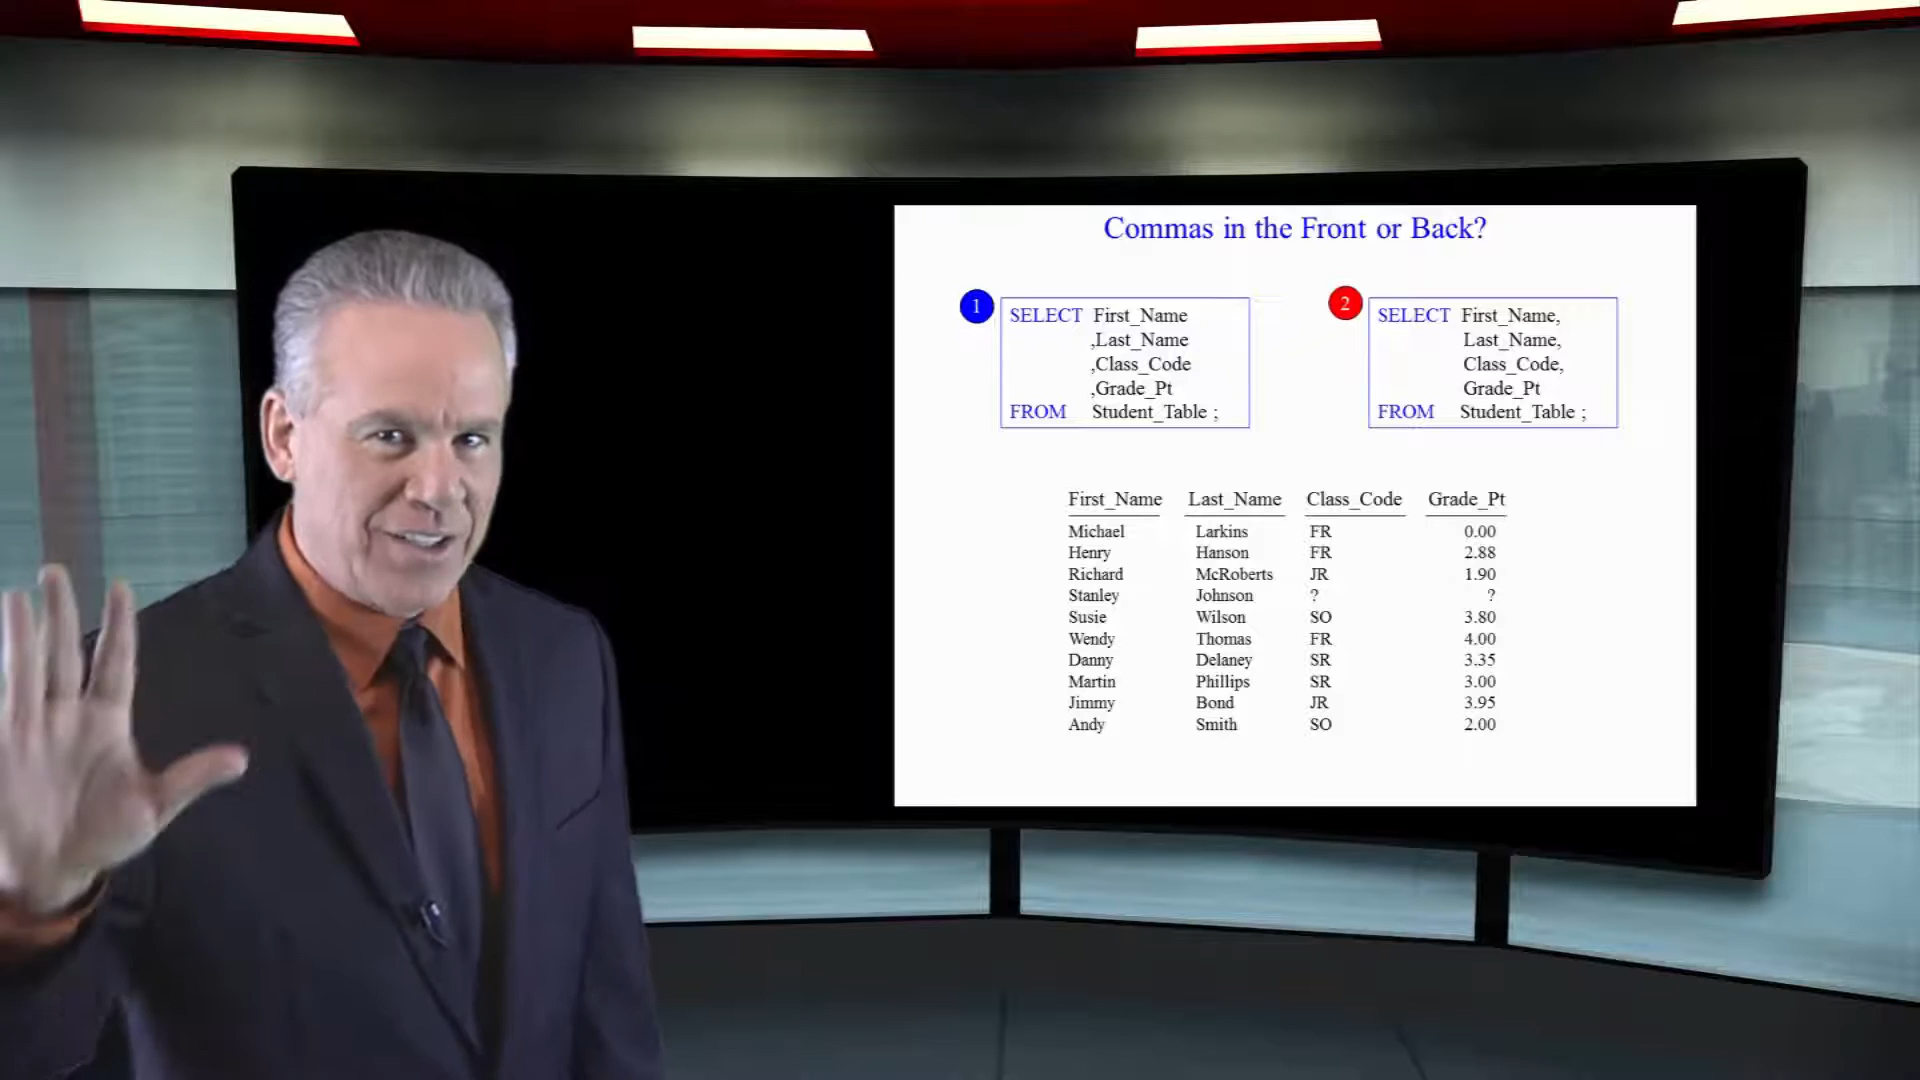 Commas in the Front or Back?
1
SELECT First_Name
,Last_Name
,Class_Code
,Grade_Pt
FROM Student_Table ;
2
SELECT First_Name,
Last_Name,
Class_Code,
Grade_Pt
FROM Student_Table ;
First_Name Last_Name Class_Code Grade_Pt
Michael Larkins FR 0.00
Henry Hanson FR 2.88
Richard McRoberts JR 1.90
Stanley Johnson ? ?
Susie Wilson SO 3.80
Wendy Thomas FR 4.00
Danny Delaney SR 3.35
Martin Phillips SR 3.00
Jimmy Bond JR 3.95
Andy Smith SO 2.00